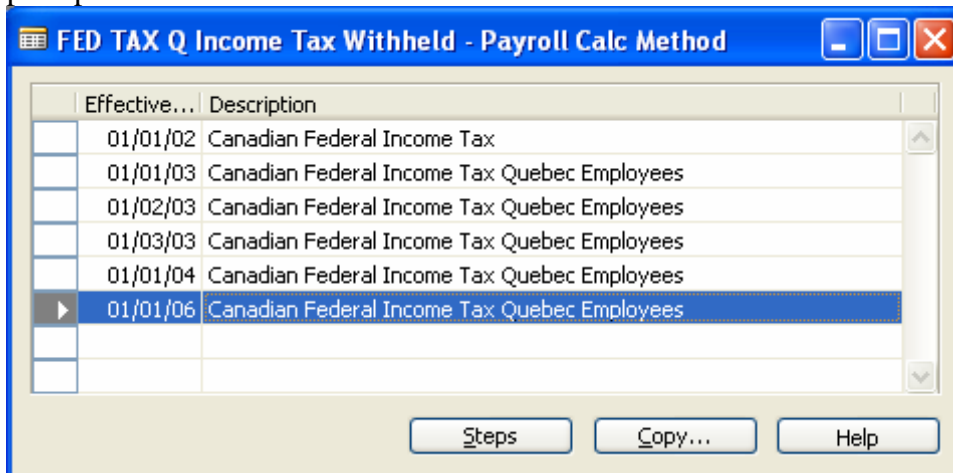 FED TAX Q Income Tax Withheld - Payroll Calc Method
Effective... Description
01/01/02 Canadian Federal Income Tax
01/01/03 Canadian Federal Income Tax Quebec Employees
01/02/03 Canadian Federal Income Tax Quebec Employees
01/03/03 Canadian Federal Income Tax Quebec Employees
01/01/04 Canadian Federal Income Tax Quebec Employees
01/01/06 Canadian Federal Income Tax Quebec Employees
Steps Copy... Help